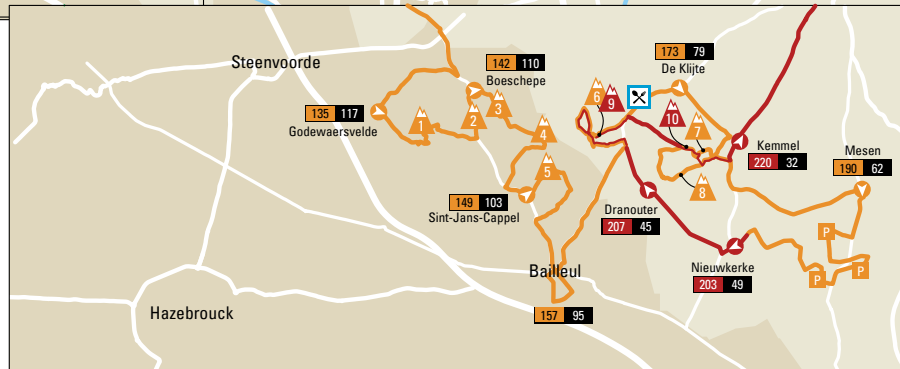 Steenvoorde
142 110
Boeschepe
173 79
De Klijte
135 117
Godewaersvelde
1
2
3
4
5
6
9
10
7
8
Kemmel
220 32
Mesen
190 62
149 103
Sint-Jans-Cappel
Dranouter
207 45
P
P
P
Nieuwkerke
203 49
Bailleul
157 95
Hazebrouck